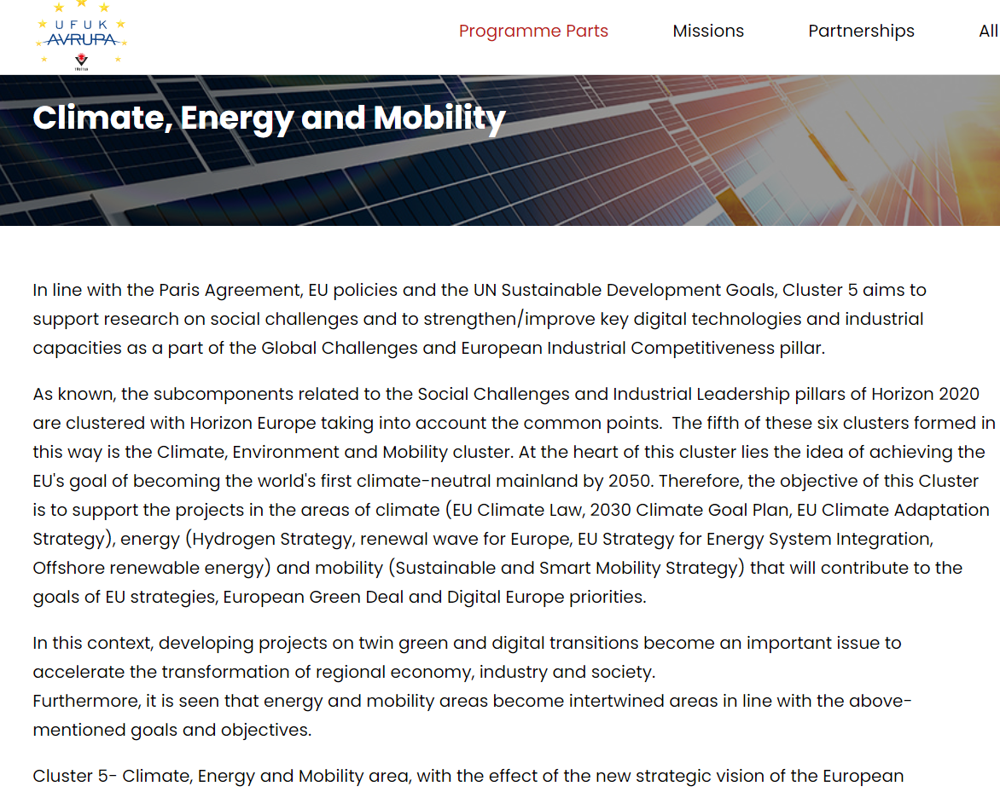 UFUK
AVRUPA
Programme Parts
Missions
Partnerships
All
Climate, Energy and Mobility
In line with the Paris Agreement, EU policies and the UN Sustainable Development Goals, Cluster 5 aims to
support research on social challenges and to strengthen/improve key digital technologies and industrial
capacities as a part of the Global Challenges and European Industrial Competitiveness pillar.
As known, the subcomponents related to the Social Challenges and Industrial Leadership pillars of Horizon 2020
are clustered with Horizon Europe taking into account the common points.  The fifth of these six clusters formed in
this way is the Climate, Environment and Mobility cluster. At the heart of this cluster lies the idea of achieving the
EU's goal of becoming the world's first climate-neutral mainland by 2050. Therefore, the objective of this Cluster
is to support the projects in the areas of climate (EU Climate Law, 2030 Climate Goal Plan, EU Climate Adaptation
Strategy), energy (Hydrogen Strategy, renewal wave for Europe, EU Strategy for Energy System Integration,
Offshore renewable energy) and mobility (Sustainable and Smart Mobility Strategy) that will contribute to the
goals of EU strategies, European Green Deal and Digital Europe priorities.
In this context, developing projects on twin green and digital transitions become an important issue to
accelerate the transformation of regional economy, industry and society.
Furthermore, it is seen that energy and mobility areas become intertwined areas in line with the above-
mentioned goals and objectives.
Cluster 5- Climate, Energy and Mobility area, with the effect of the new strategic vision of the European